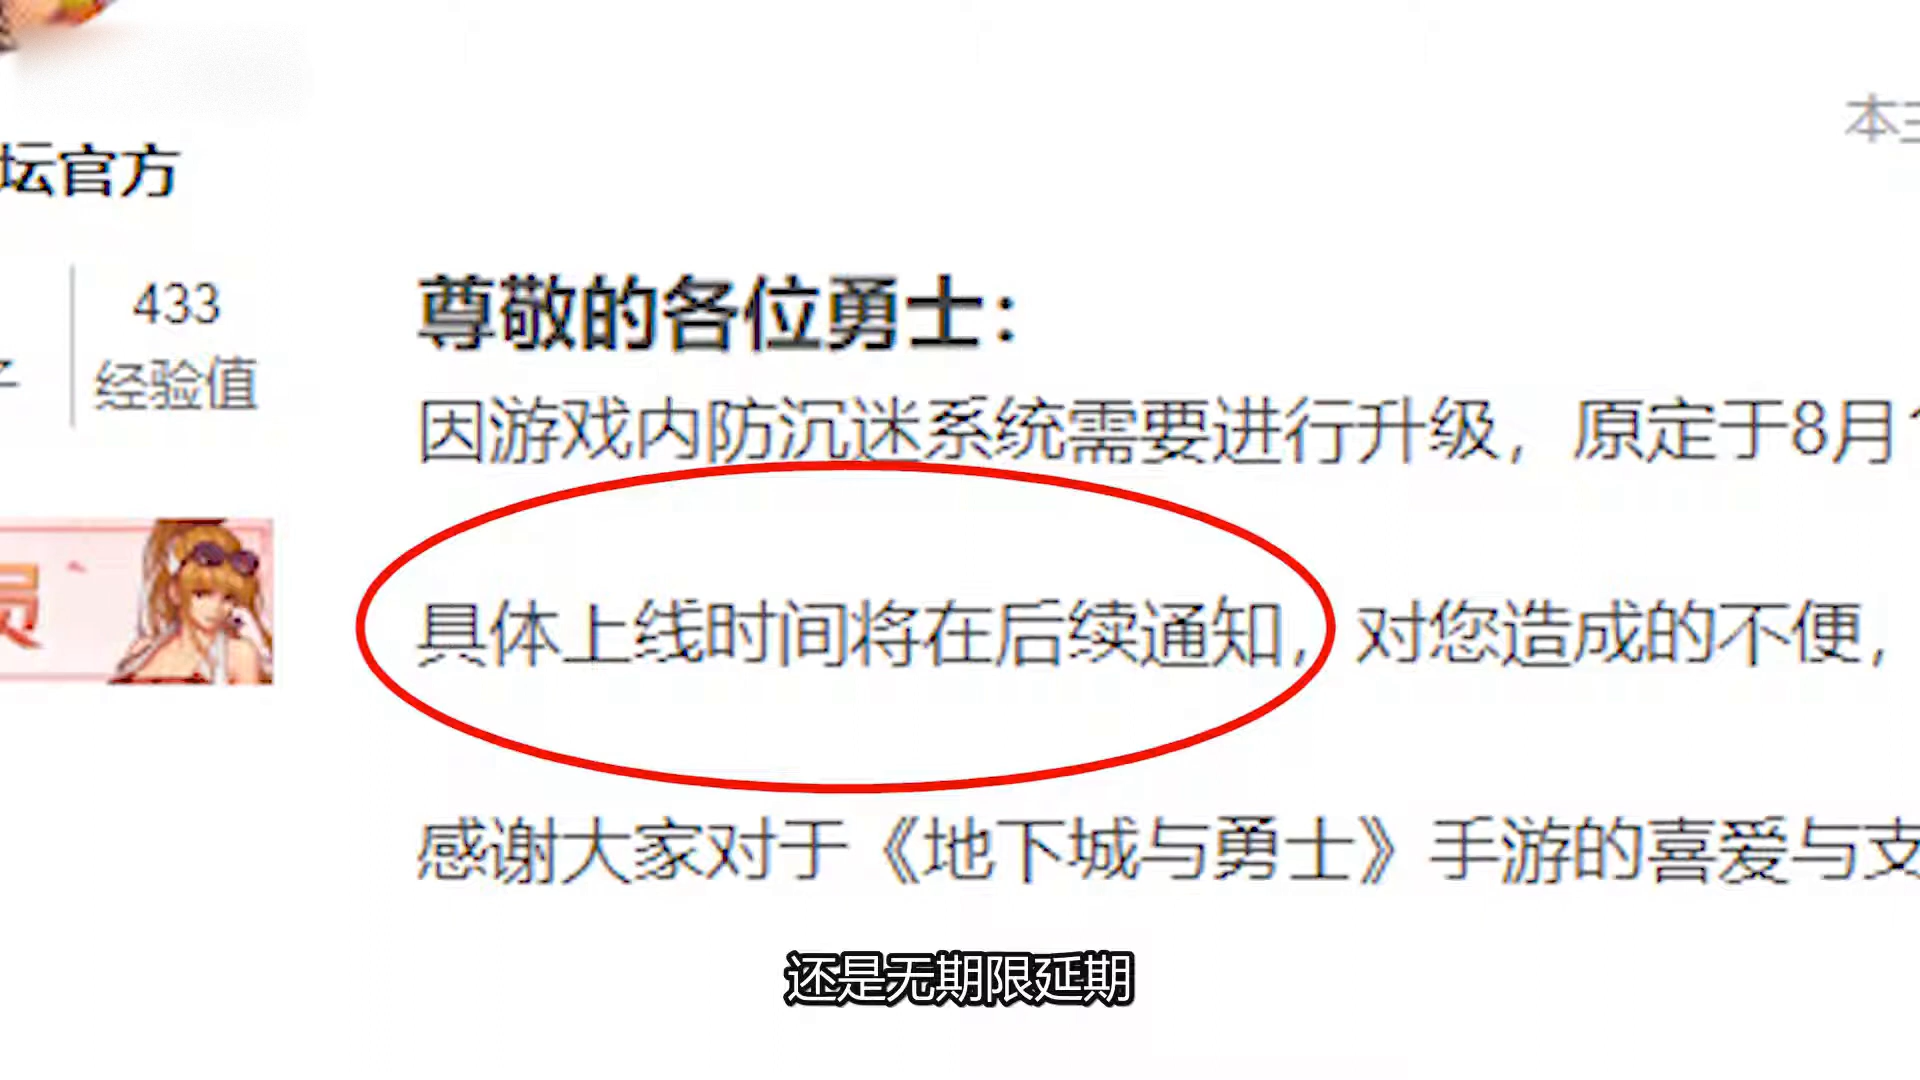 本
坛官方
433
经验值
尊敬的各位勇士：
因游戏内防沉迷系统需要进行升级，原定于8月1
具体上线时间将在后续通知，对您造成的不便，
员
感谢大家对于《地下城与勇士》手游的喜爱与支
还是无期限延期